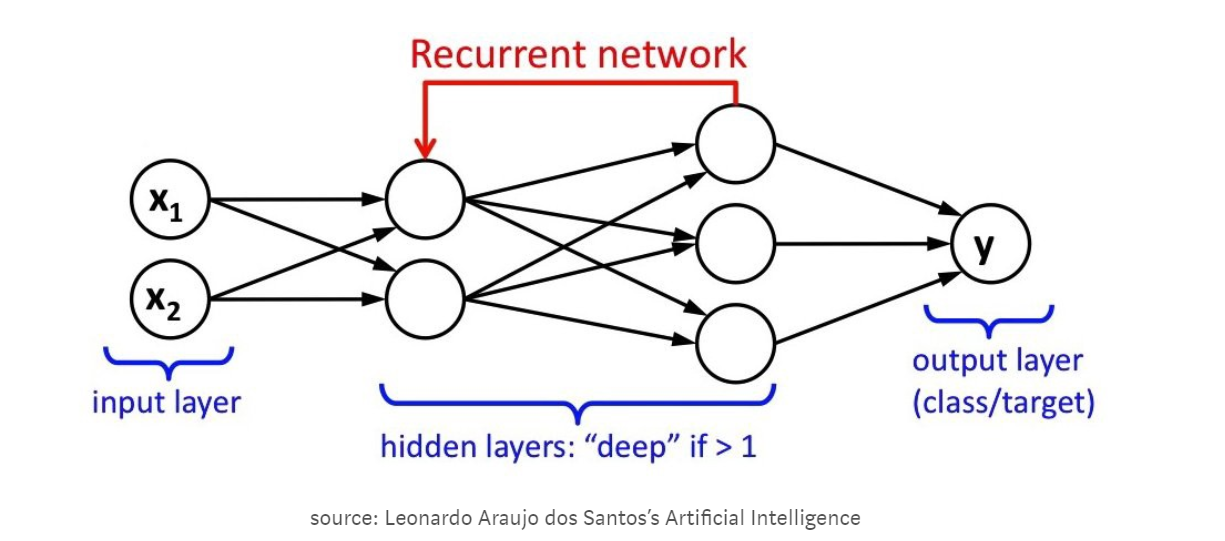 Recurrent network
x1
x2
y
input layer
output layer
(class/target)
hidden layers: “deep” if > 1
source: Leonardo Araujo dos Santos’s Artificial Intelligence